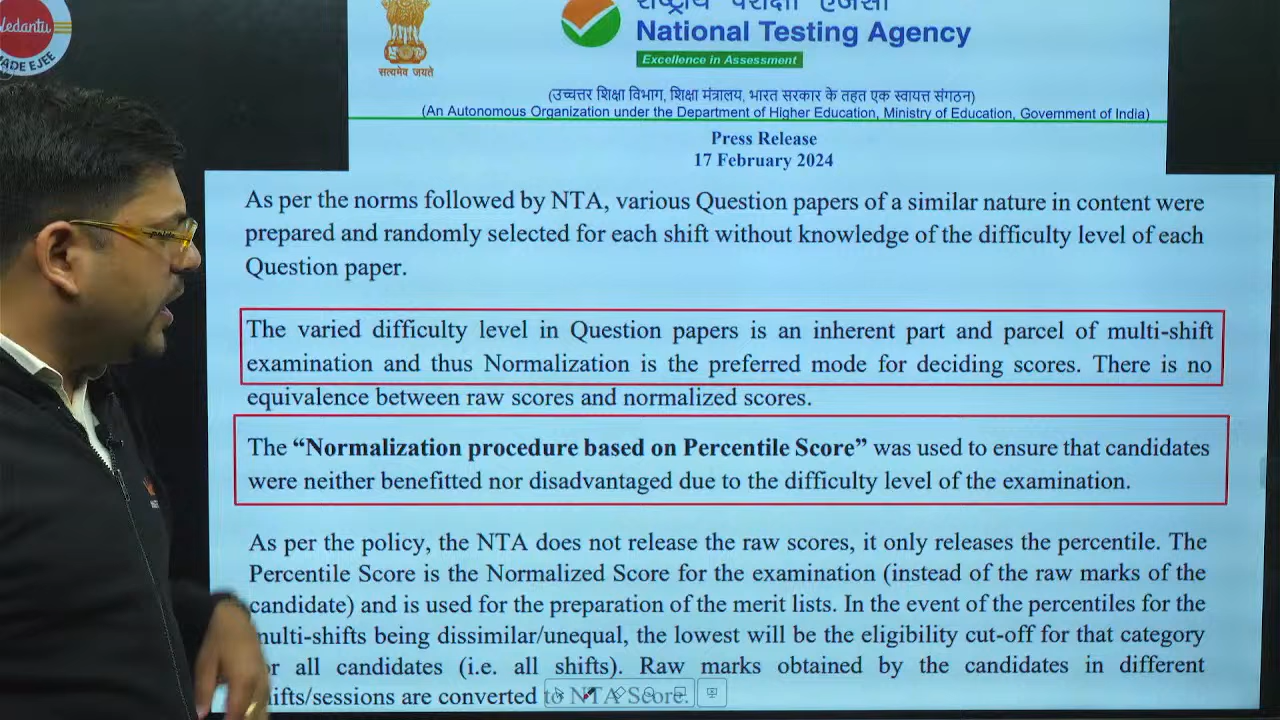 Vedantu
MADE EJEE
सत्यमेव जयते
राष्ट्रीय परीक्षा एजेंसी
National Testing Agency
Excellence in Assessment
(उच्चत्तर शिक्षा विभाग, शिक्षा मंत्रालय, भारत सरकार के तहत एक स्वायत्त संगठन)
(An Autonomous Organization under the Department of Higher Education, Ministry of Education, Government of India)
Press Release
17 February 2024
As per the norms followed by NTA, various Question papers of a similar nature in content were
prepared and randomly selected for each shift without knowledge of the difficulty level of each
Question paper.
The varied difficulty level in Question papers is an inherent part and parcel of multi-shift
examination and thus Normalization is the preferred mode for deciding scores. There is no
equivalence between raw scores and normalized scores.
The “Normalization procedure based on Percentile Score” was used to ensure that candidates
were neither benefitted nor disadvantaged due to the difficulty level of the examination.
As per the policy, the NTA does not release the raw scores, it only releases the percentile. The
Percentile Score is the Normalized Score for the examination (instead of the raw marks of the
candidate) and is used for the preparation of the merit lists. In the event of the percentiles for the
multi-shifts being dissimilar/unequal, the lowest will be the eligibility cut-off for that category
all candidates (i.e. all shifts). Raw marks obtained by the candidates in different
shifts/sessions are converted to NTA Score.